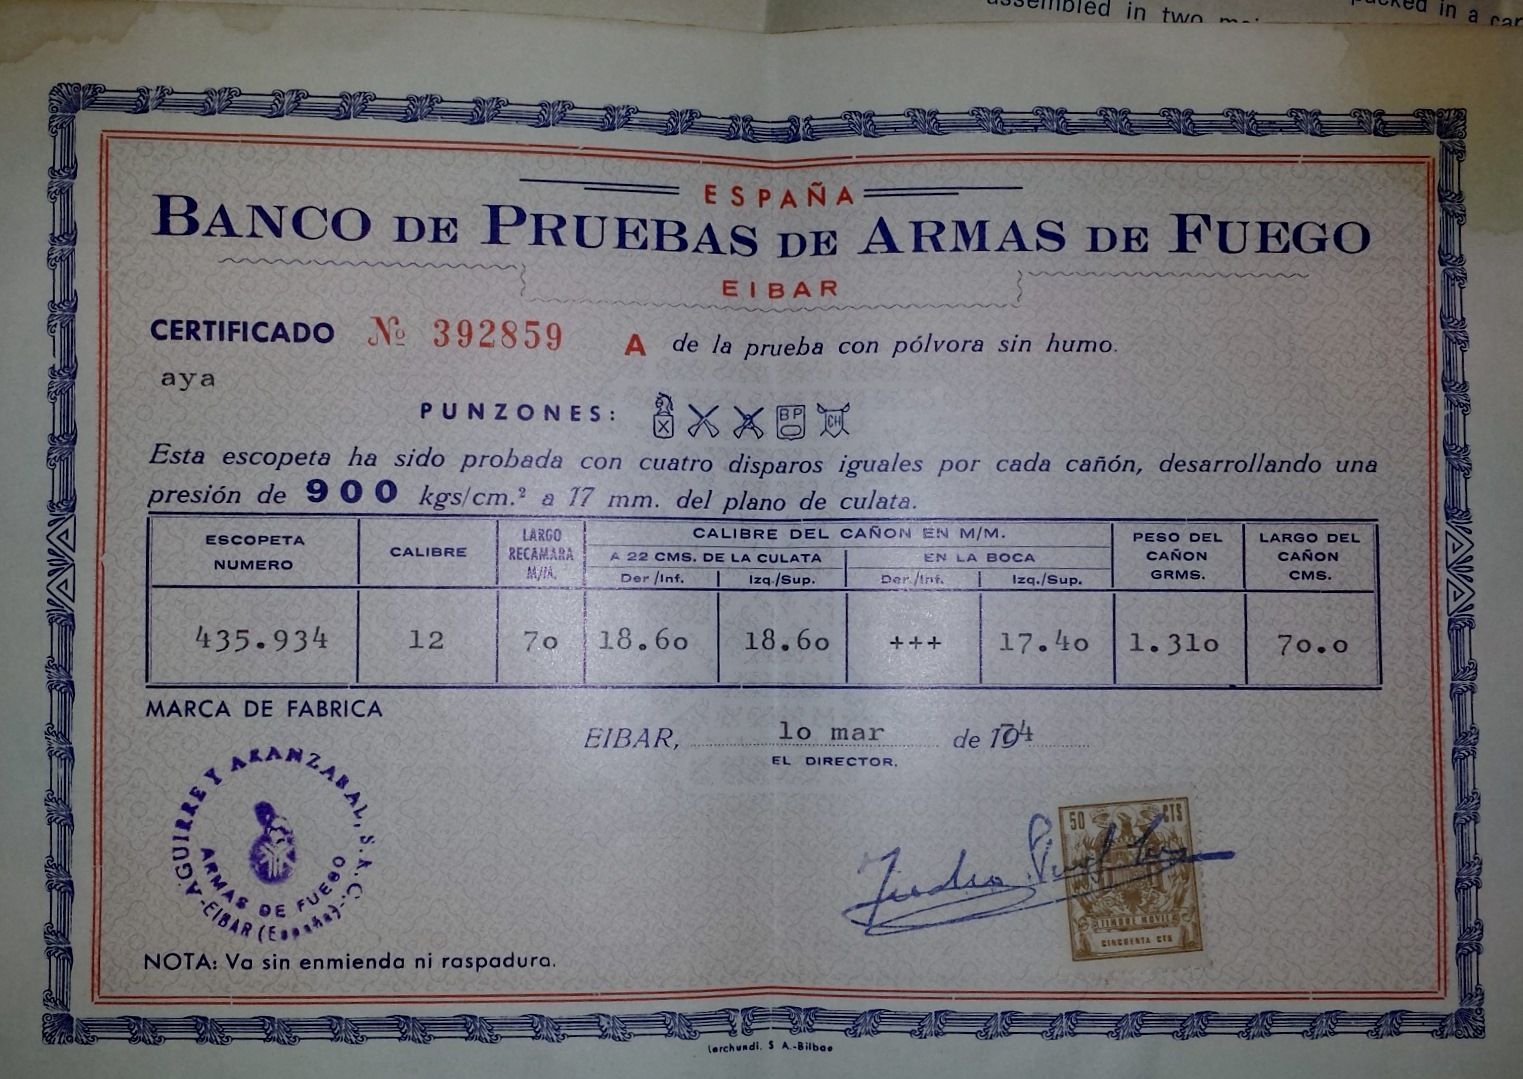 assembled in two
packed in a car
ESPAÑA
BANCO DE PRUEBAS DE ARMAS DE FUEGO
EIBAR
CERTIFICADO Nº 392859 A de la prueba con pólvora sin humo.
aya
PUNZONES: X BP CH
Esta escopeta ha sido probada con cuatro disparos iguales por cada cañón, desarrollando una
presión de 900 kgs/cm.² a 17 mm. del plano de culata.
ESCOPETA NUMERO
CALIBRE
LARGO RECAMARA M/M.
CALIBRE DEL CAÑON EN M/M.
A 22 CMS. DE LA CULATA
EN LA BOCA
Der/Inf. Izq./Sup. Der./Inf. Izq./Sup.
PESO DEL CAÑON GRMS.
LARGO DEL CAÑON CMS.
435.934 12 70 18.60 18.60 +++ 17.40 1.310 70.0
MARCA DE FABRICA
EIBAR, 10 mar de 1974
EL DIRECTOR.
AGUIRRE Y ARANZABAL, S.R.C.
ARMAS DE FUEGO
-EIBAR (España)-
50 CTS
TIMBRE MOVIL
CINCUENTA CTS
NOTA: Va sin enmienda ni raspadura.
Larchundi. S A.-Bilbao